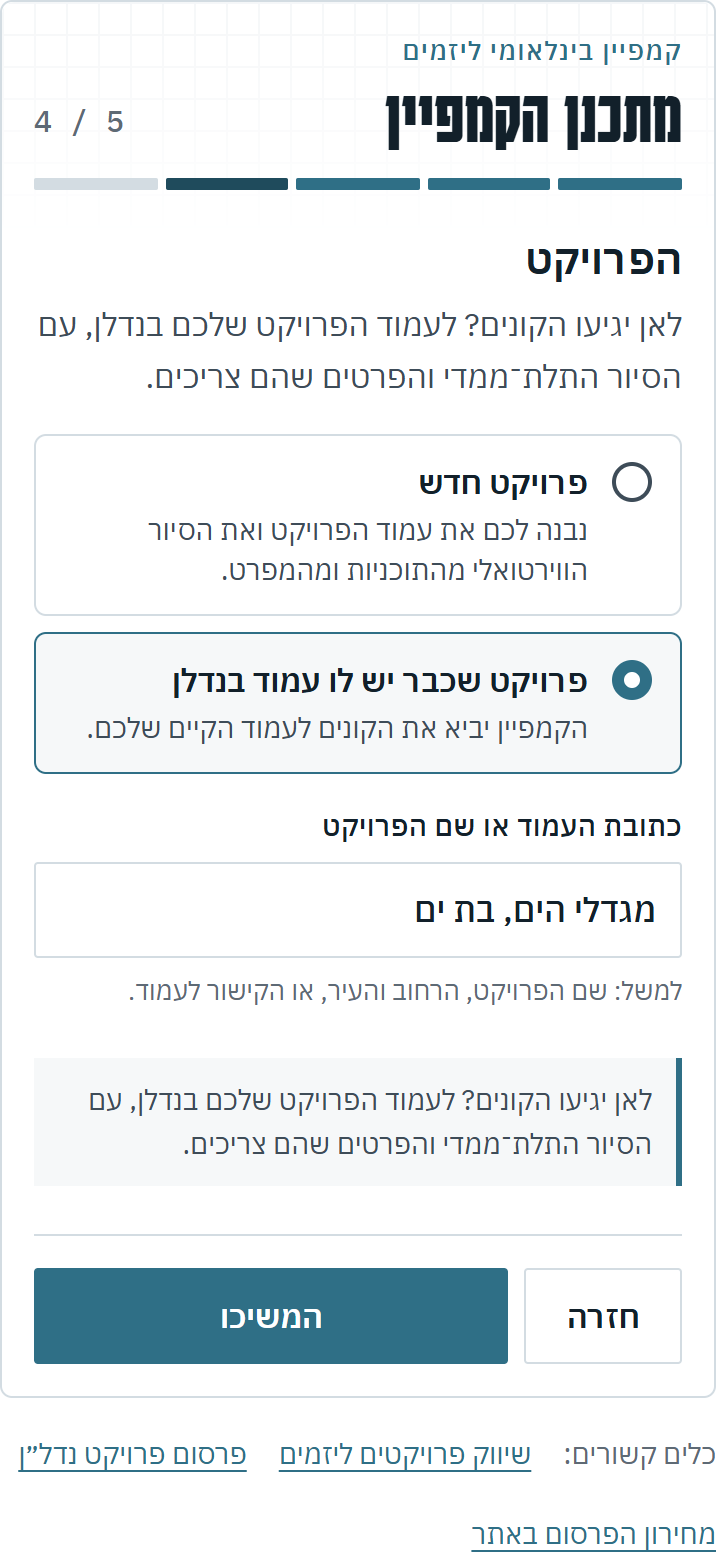 קמפיין בינלאומי ליזמים
מתכנן הקמפיין
4 / 5
הפרויקט
לאן יגיעו הקונים? לעמוד הפרויקט שלכם בנדלן, עם
הסיור התלת־ממדי והפרטים שהם צריכים.
פרויקט חדש
נבנה לכם את עמוד הפרויקט ואת הסיור
הווירטואלי מהתוכניות ומהמפרט.
פרויקט שכבר יש לו עמוד בנדלן
הקמפיין יביא את הקונים לעמוד הקיים שלכם.
כתובת העמוד או שם הפרויקט
מגדלי הים, בת ים
למשל: שם הפרויקט, הרחוב והעיר, או הקישור לעמוד.
לאן יגיעו הקונים? לעמוד הפרויקט שלכם בנדלן, עם
הסיור התלת־ממדי והפרטים שהם צריכים.
חזרה
המשיכו
כלים קשורים: שיווק פרויקטים ליזמים פרסום פרויקט נדל״ן
מחירון הפרסום באתר